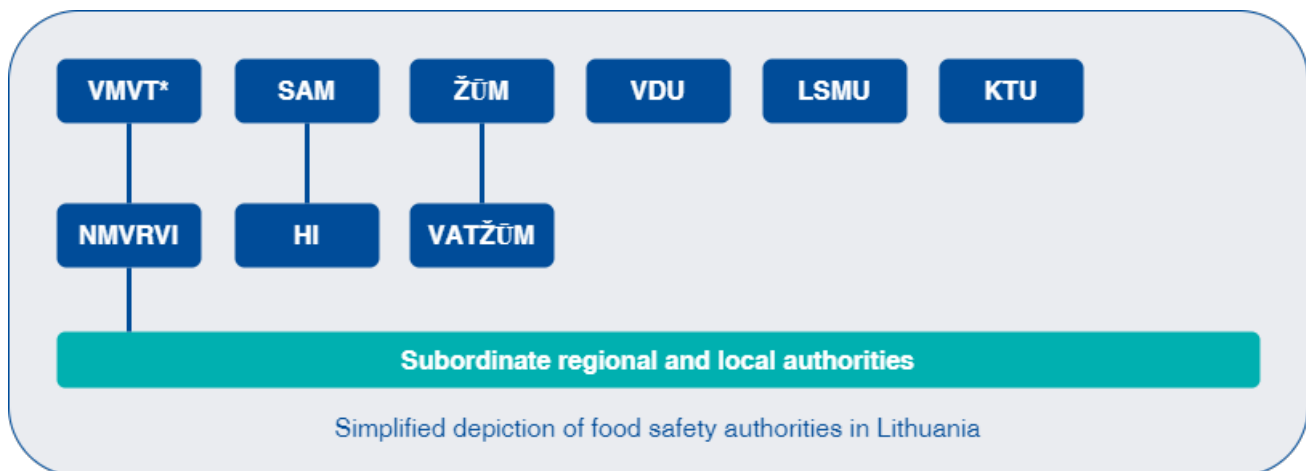 VMVT* SAM ŽŪM VDU LSMU KTU
NMVRVI HI VATŽŪM
Subordinate regional and local authorities
Simplified depiction of food safety authorities in Lithuania